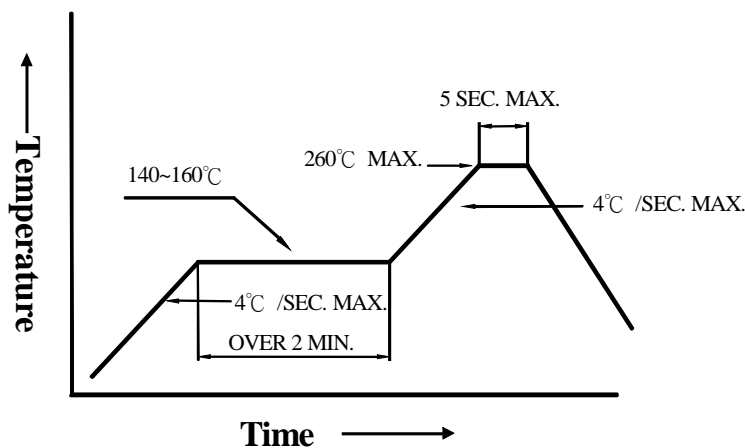 5 SEC. MAX.
260℃ MAX.
140~160℃
4℃ /SEC. MAX.
4℃ /SEC. MAX.
OVER 2 MIN.
Temperature
Time